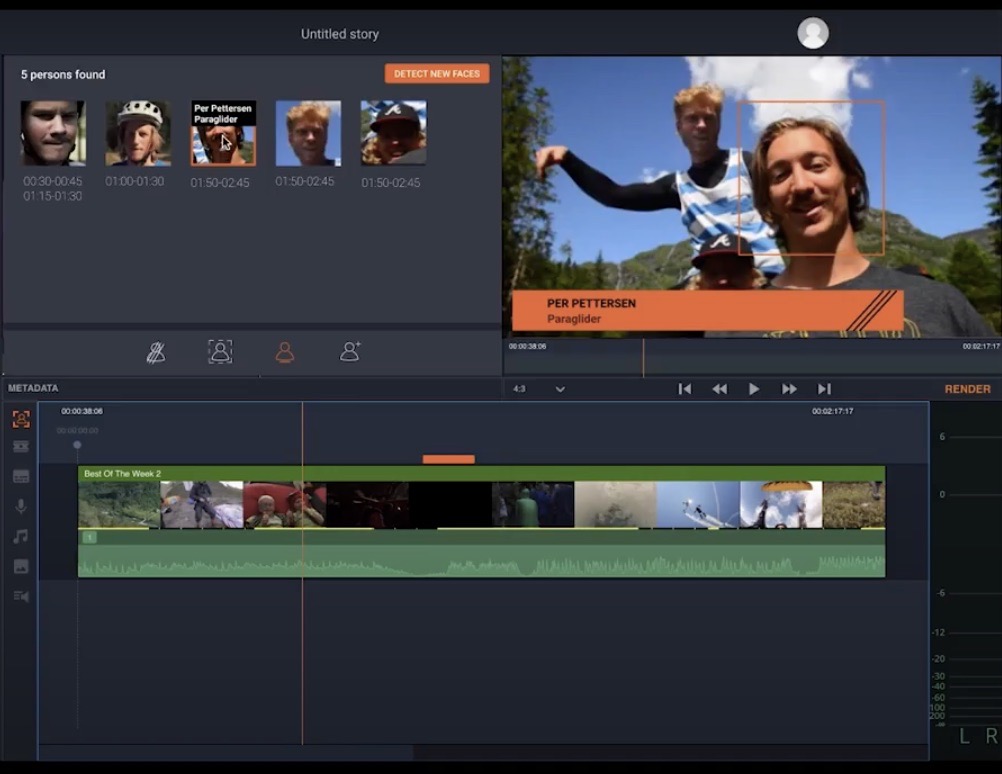 Untitled story
5 persons found
DETECT NEW FACES
Per Pettersen
Paraglider
00:30-00:45
01:15-01:30
01:00-01:30
01:50-02:45
01:50-02:45
01:50-02:45
A
PER PETTERSEN
Paraglider
00:00:38:06
00:02:17:17
METADATA
4:3
RENDER
00:00:38:06
00:02:17:17
00:00:00:00
Best Of The Week 2
1
6
0
-6
-12
-20
-30
-40
-60
100
200
-∞
L R